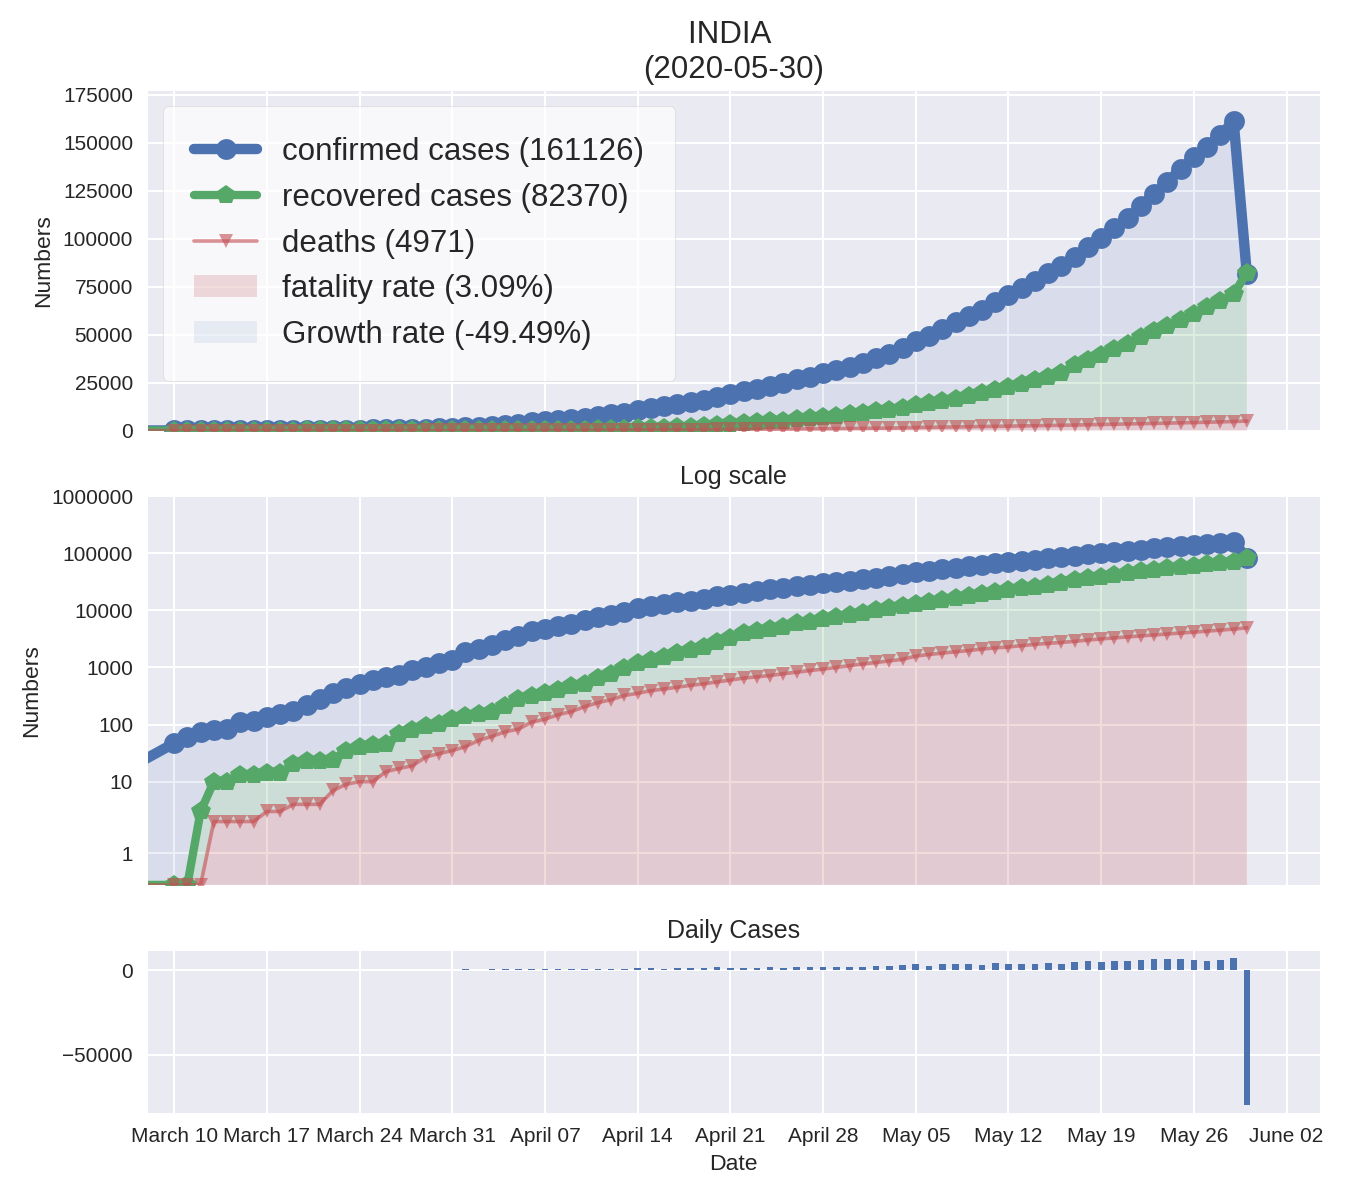 INDIA
(2020-05-30)
175000
150000
125000
100000
75000
50000
25000
0
Numbers
confirmed cases (161126)
recovered cases (82370)
deaths (4971)
fatality rate (3.09%)
Growth rate (-49.49%)
Log scale
1000000
100000
10000
1000
100
10
1
Numbers
Daily Cases
0
−50000
March 10 March 17 March 24 March 31 April 07 April 14 April 21 April 28 May 05 May 12 May 19 May 26 June 02
Date